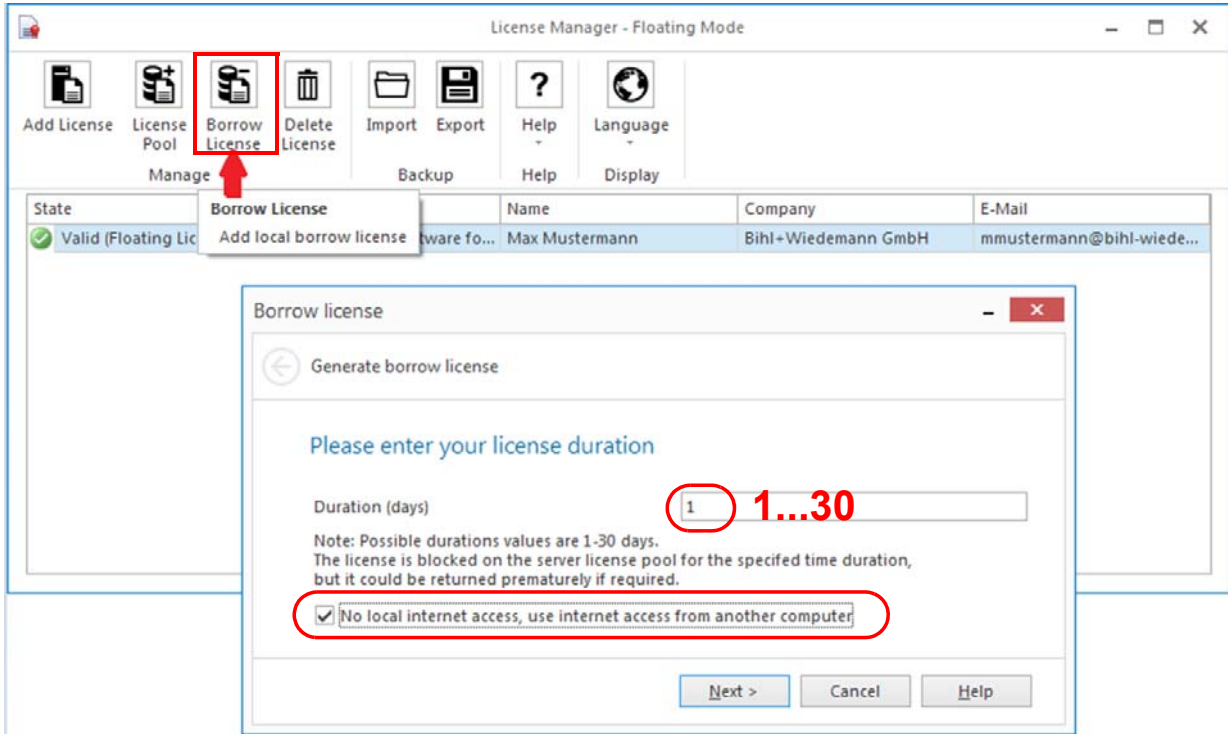 License Manager - Floating Mode
Add License
License Pool
Borrow License
Delete License
Import
Export
?
Help
Language
Manage
Backup
Help
Display
State
Name
Company
E-Mail
Borrow License
Add local borrow license
Valid (Floating Lic
tware fo...
Max Mustermann
Bihl+Wiedemann GmbH
mmustermann@bihl-wiede...
Borrow license
Generate borrow license
Please enter your license duration
Duration (days)
1
1...30
Note: Possible durations values are 1-30 days.
The license is blocked on the server license pool for the specifed time duration,
but it could be returned prematurely if required.
No local internet access, use internet access from another computer
Next >
Cancel
Help